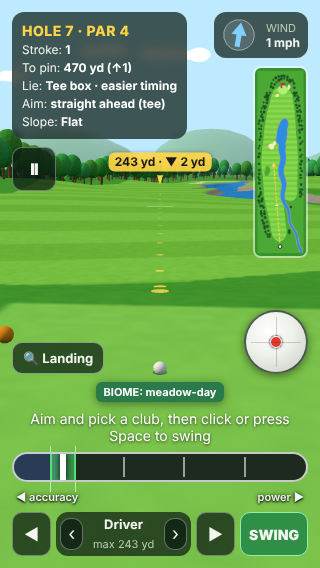 HOLE 7 · PAR 4
Stroke: 1
To pin: 470 yd (↑1)
Lie: Tee box · easier timing
Aim: straight ahead (tee)
Slope: Flat
WIND
1 mph
243 yd · ▼ 2 yd
🔍 Landing
BIOME: meadow-day
Aim and pick a club, then click or press
Space to swing
◀ accuracy
power ▶
◀
‹
Driver
max 243 yd
›
▶
SWING